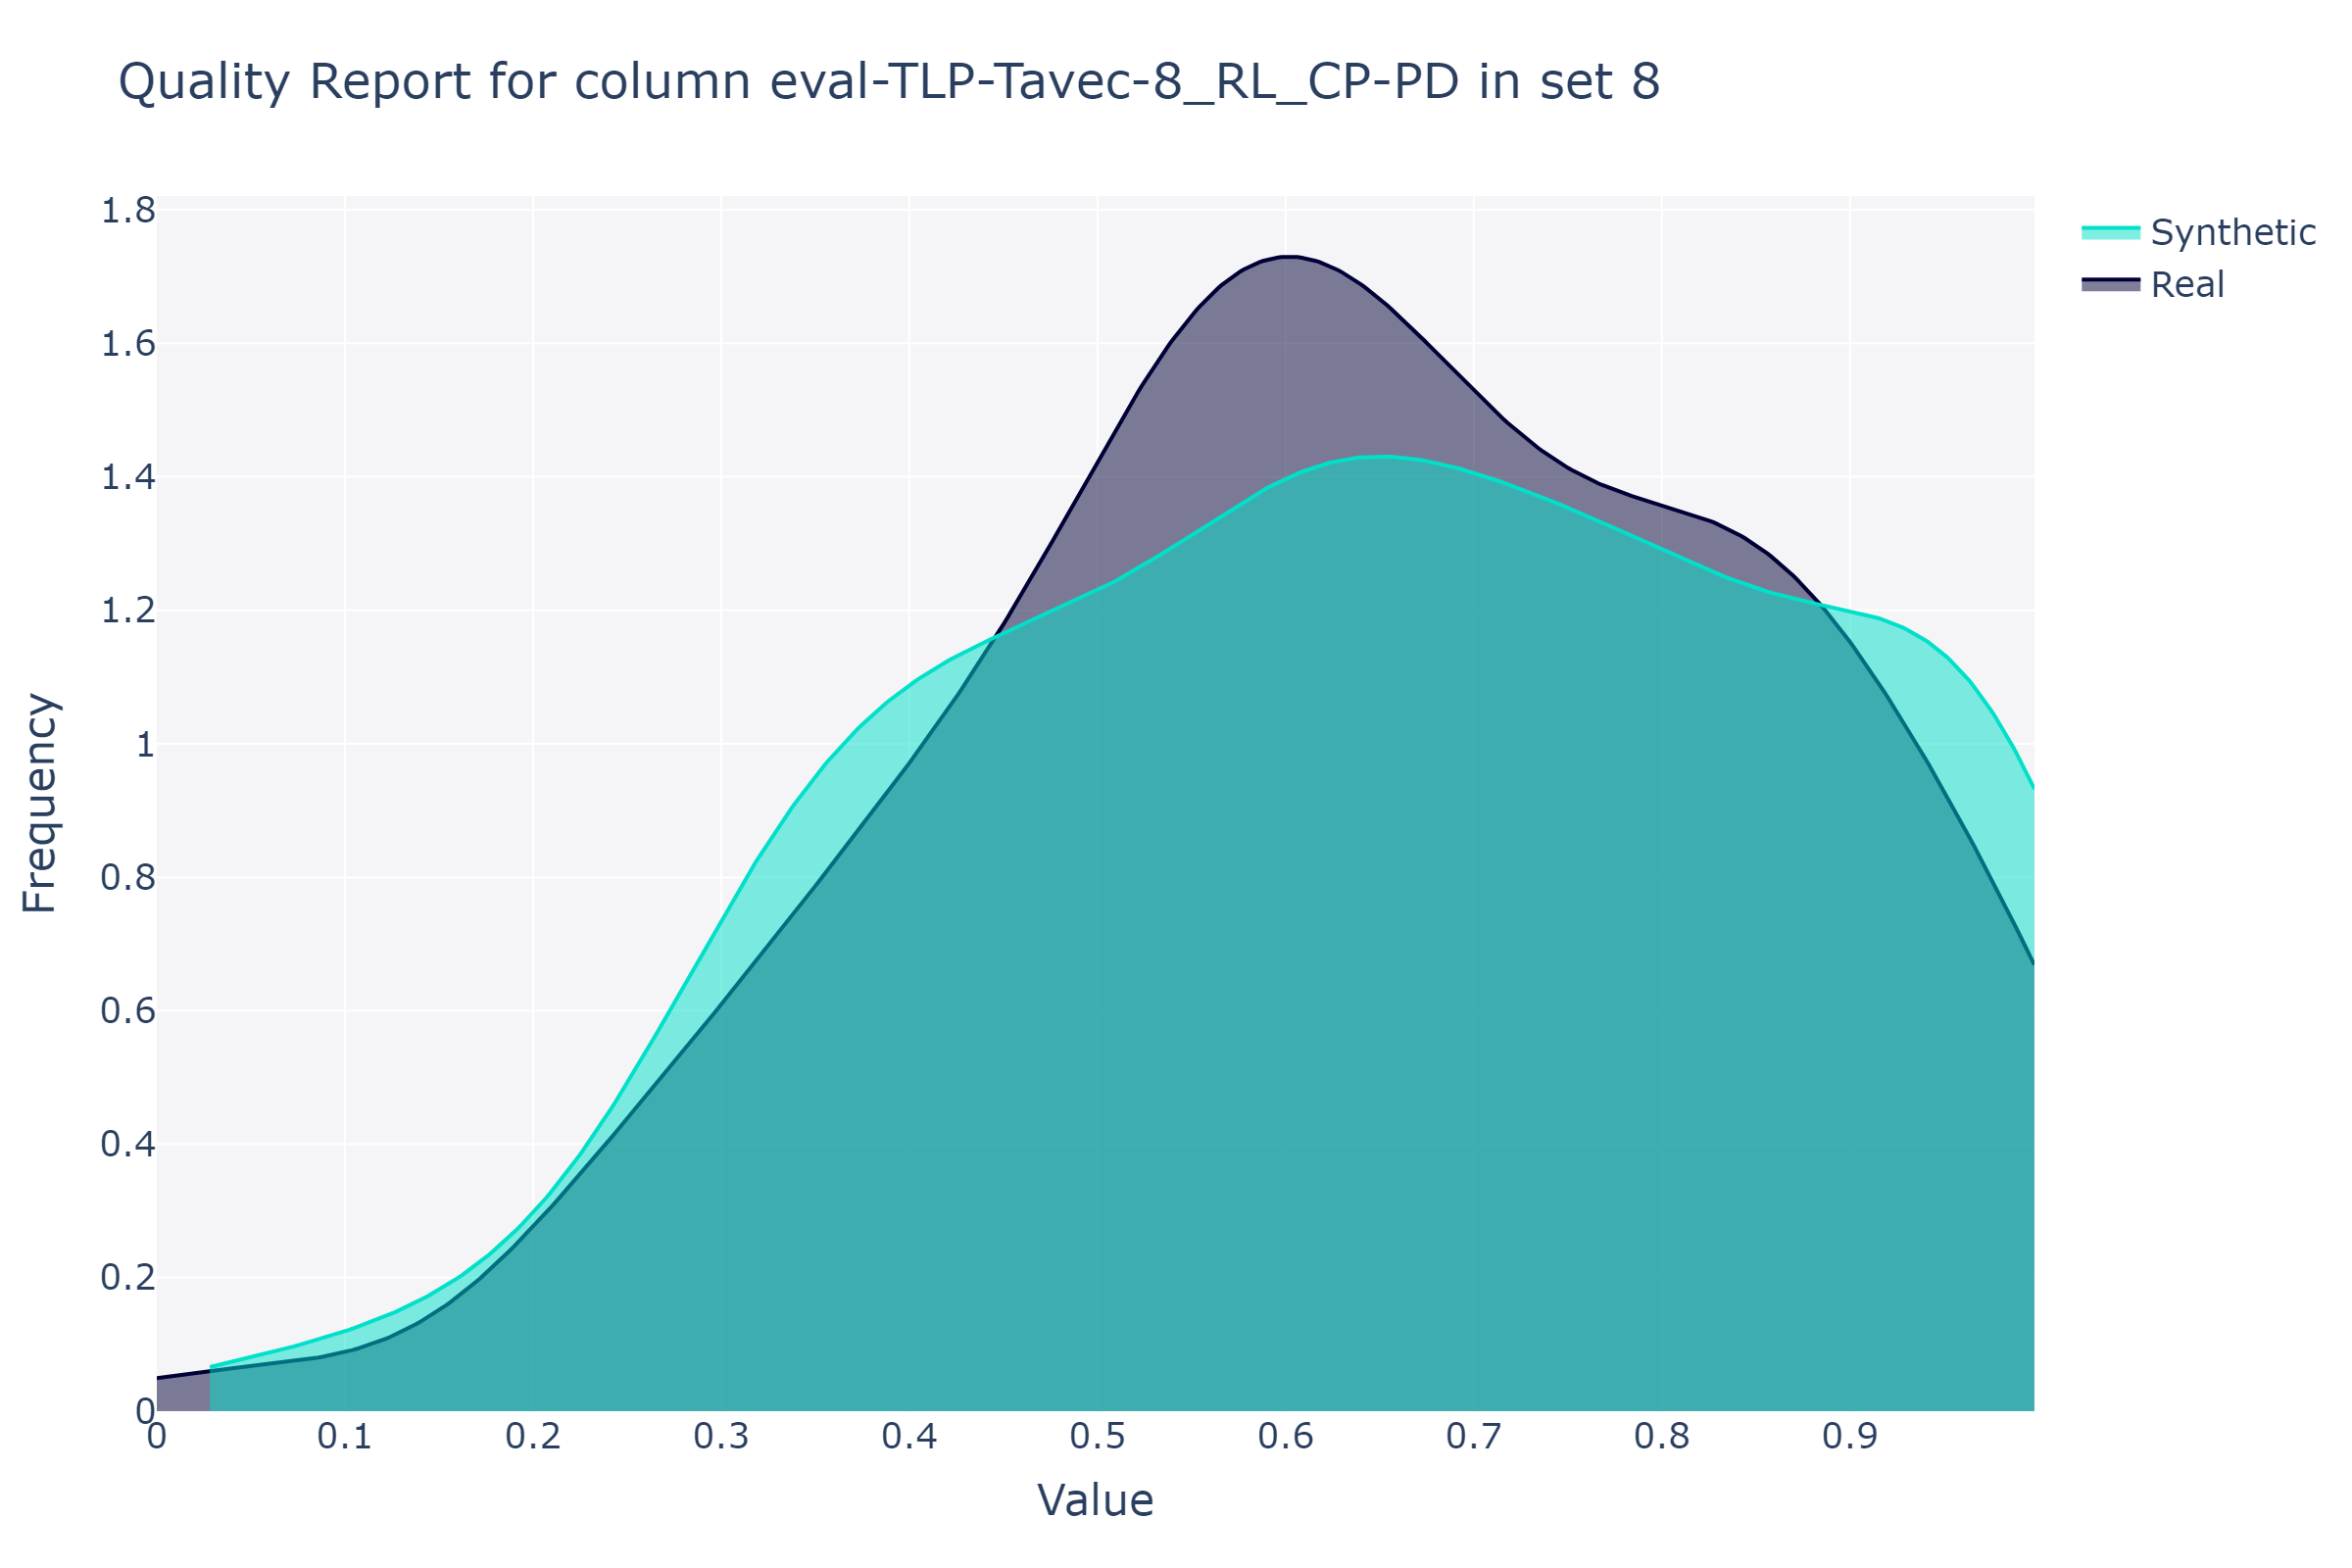 Quality Report for column eval-TLP-Tavec-8_RL_CP-PD in set 8
Synthetic
Real
1.8
1.6
1.4
1.2
1
0.8
0.6
0.4
0.2
0
Frequency
0 0.1 0.2 0.3 0.4 0.5 0.6 0.7 0.8 0.9
Value